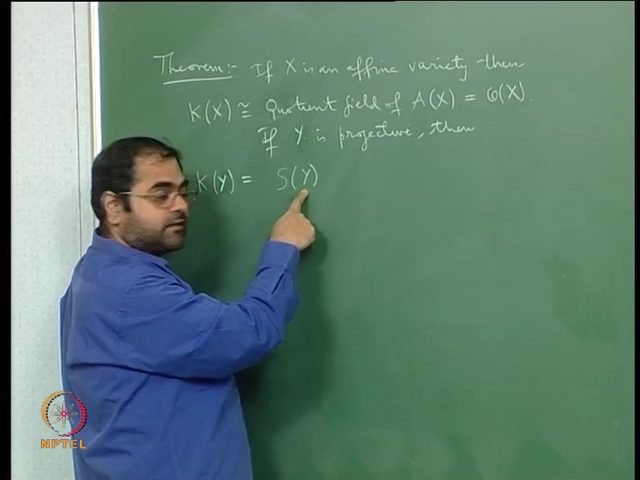 Theorem:- If X is an affine variety then
K(X) ≅ Quotient field of A(X) = O(X).
If Y is projective, then
K(Y) = S(Y)
NPTEL